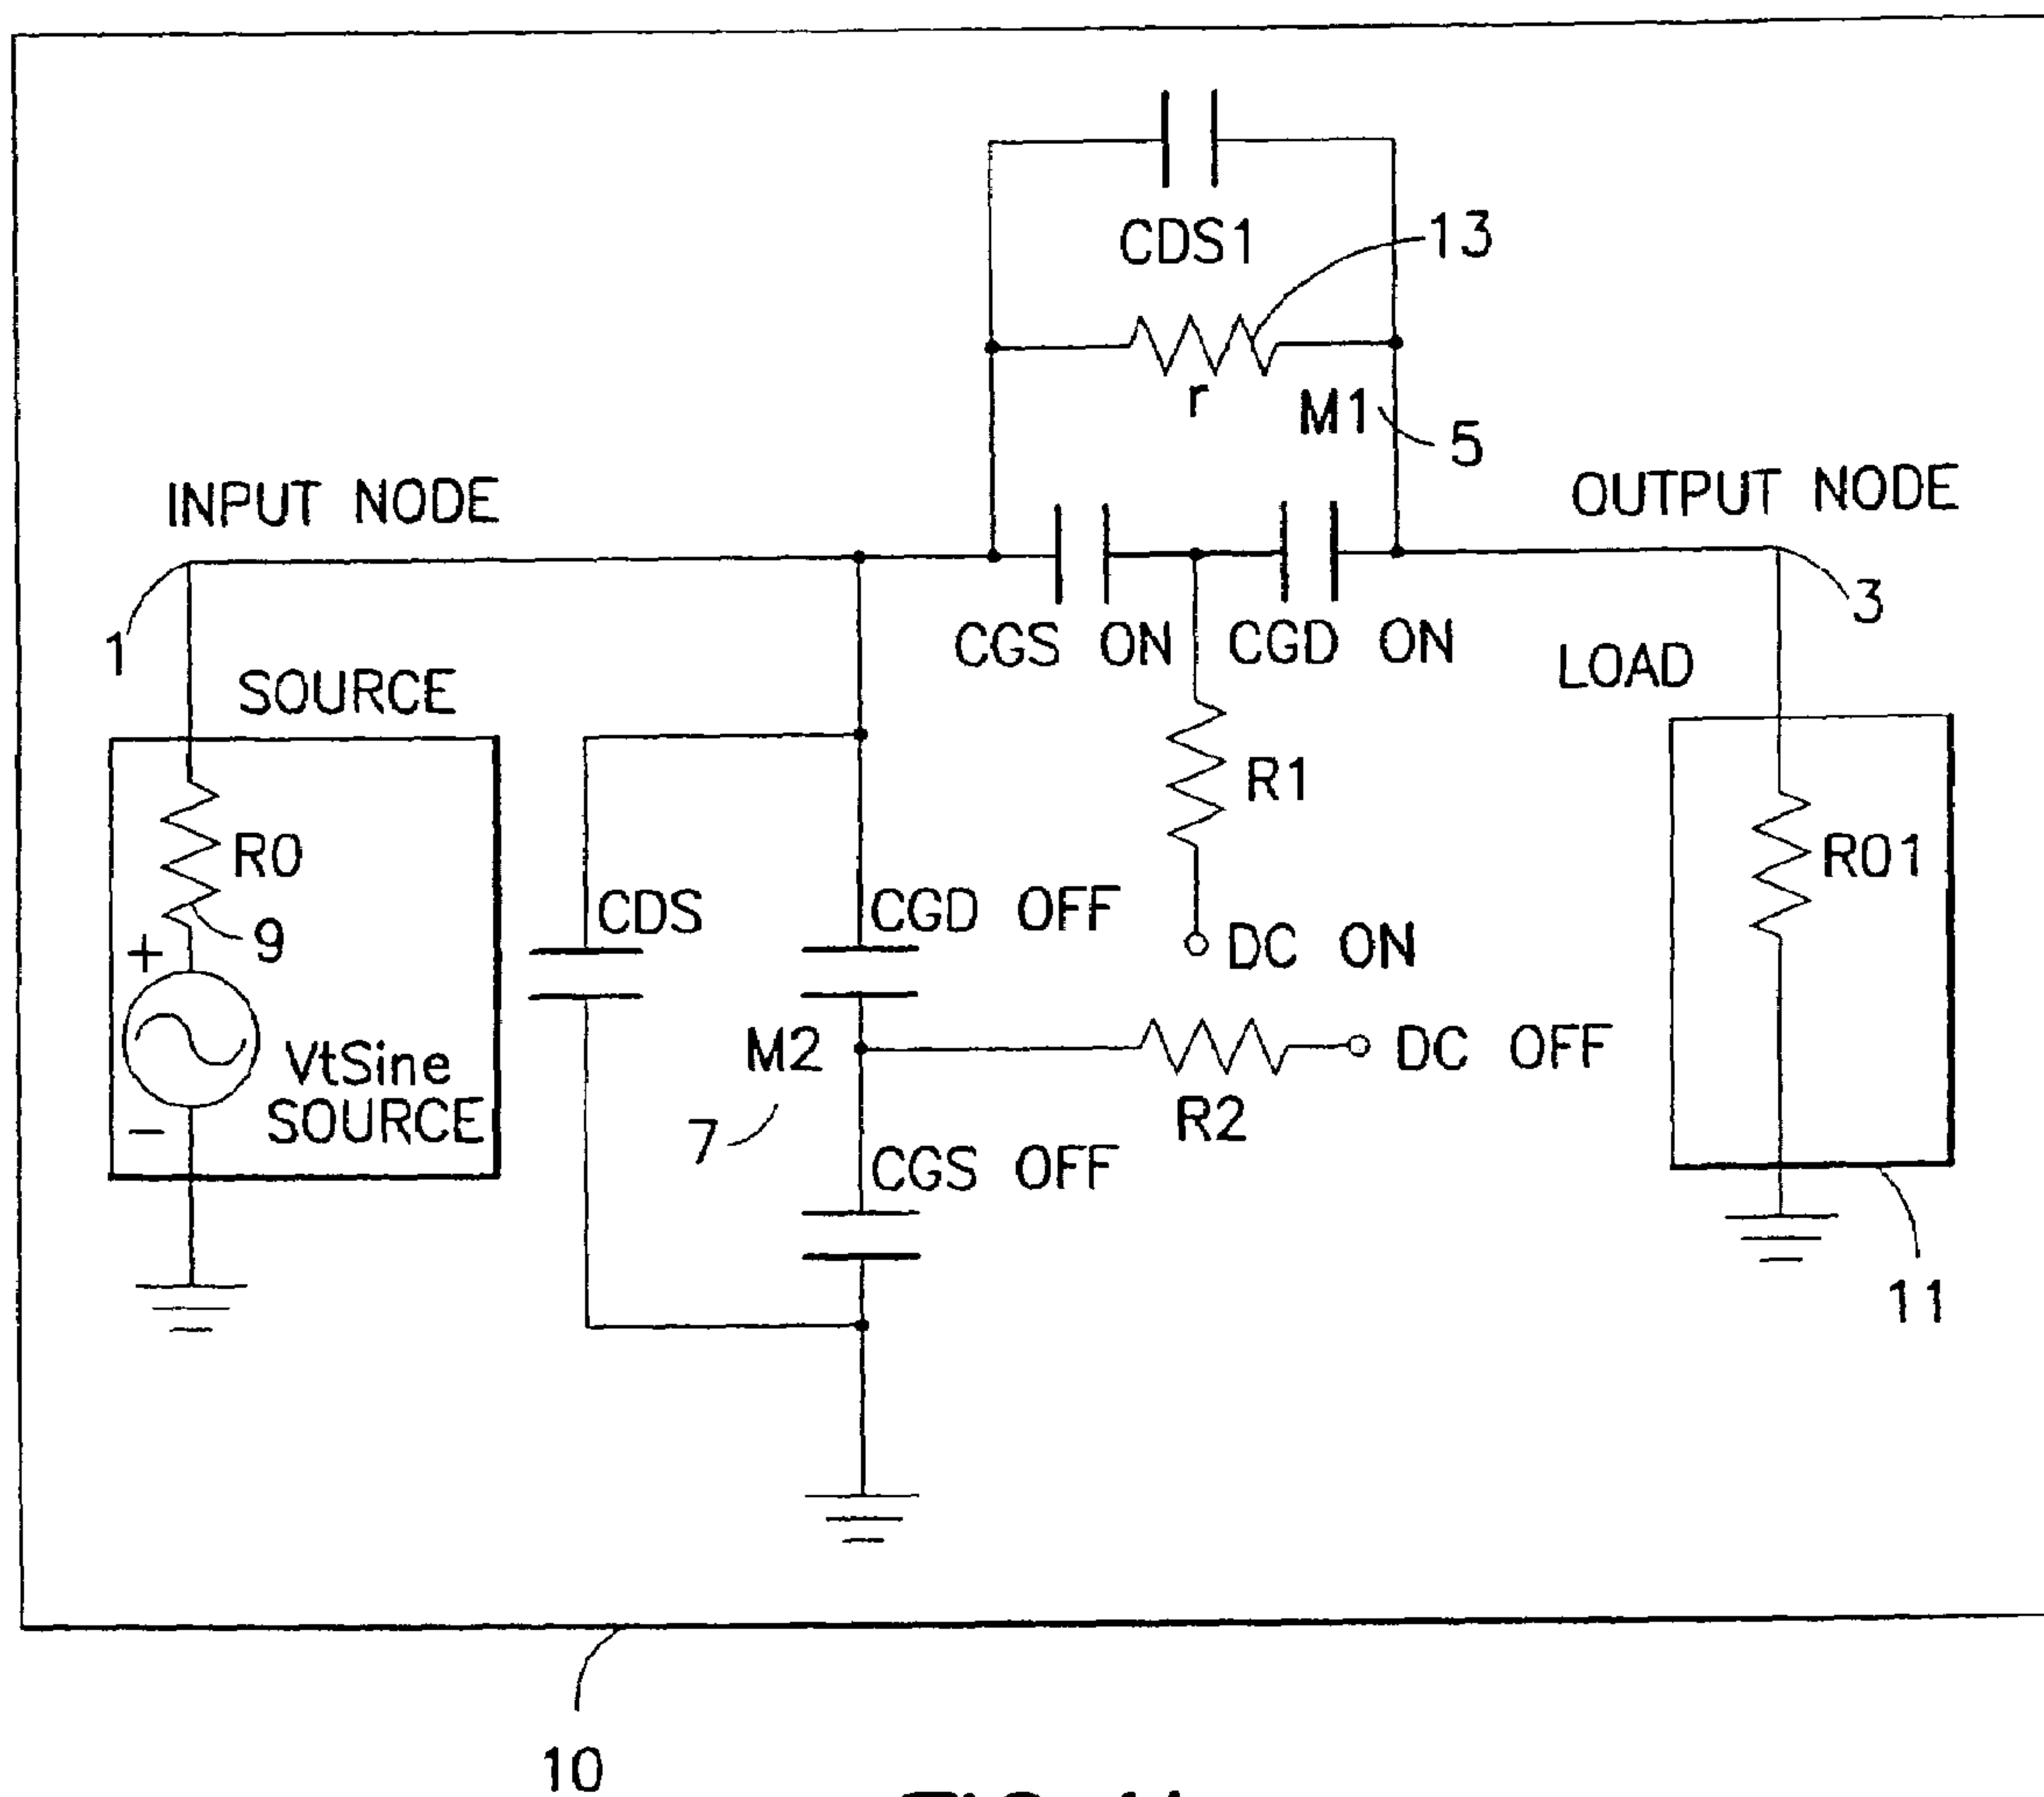 CDS1
13
r
M1
5
INPUT NODE
OUTPUT NODE
1
3
CGS ON
CGD ON
SOURCE
LOAD
R0
R1
R01
9
CDS
CGD OFF
DC ON
+
VtSine
SOURCE
−
M2
DC OFF
R2
7
CGS OFF
11
10